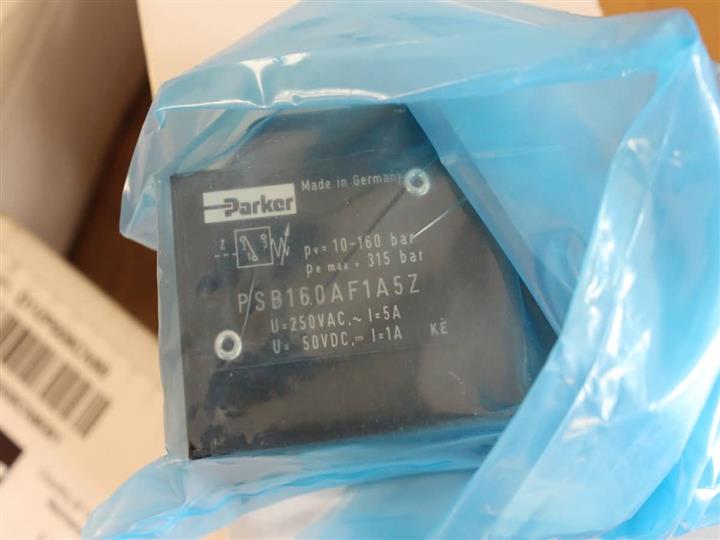 Parker
Made in Germany
Z
pv= 10-160 bar
pe max. 315 bar
PSB160AF1A5Z
U=250VAC,~ I=5A
U= 50VDC,⎓ I=1A KE